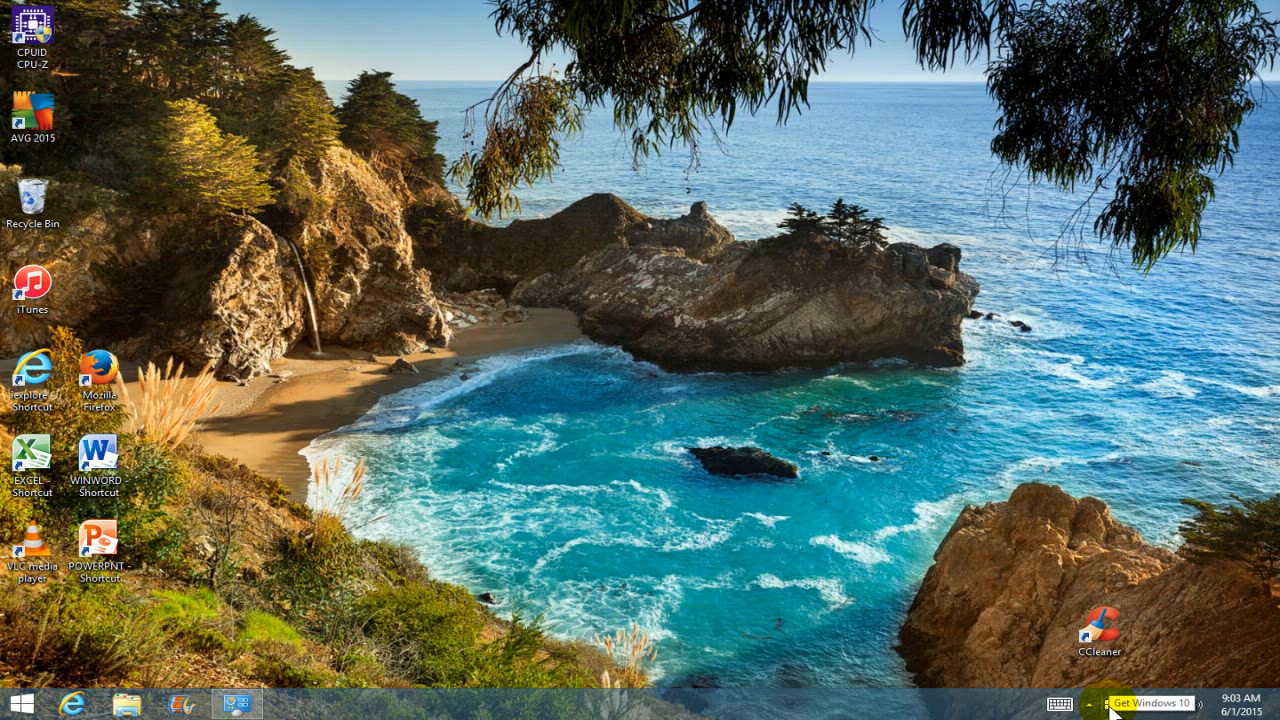 CPUID
CPU-Z
AVG 2015
Recycle Bin
iTunes
iexplore -
Shortcut
Mozilla
Firefox
EXCEL -
Shortcut
WINWORD -
Shortcut
VLC media
player
POWERPNT -
Shortcut
CCleaner
Get Windows 10
9:03 AM
6/1/2015